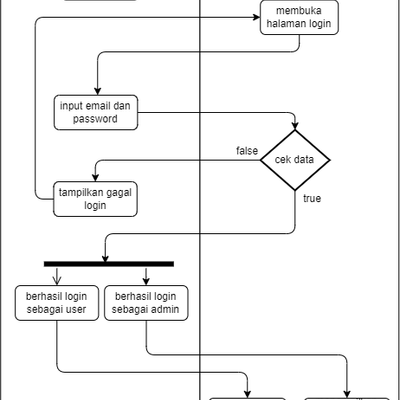 membuka
halaman login
input email dan
password
false
cek data
tampilkan gagal
login
true
berhasil login
sebagai user
berhasil login
sebagai admin